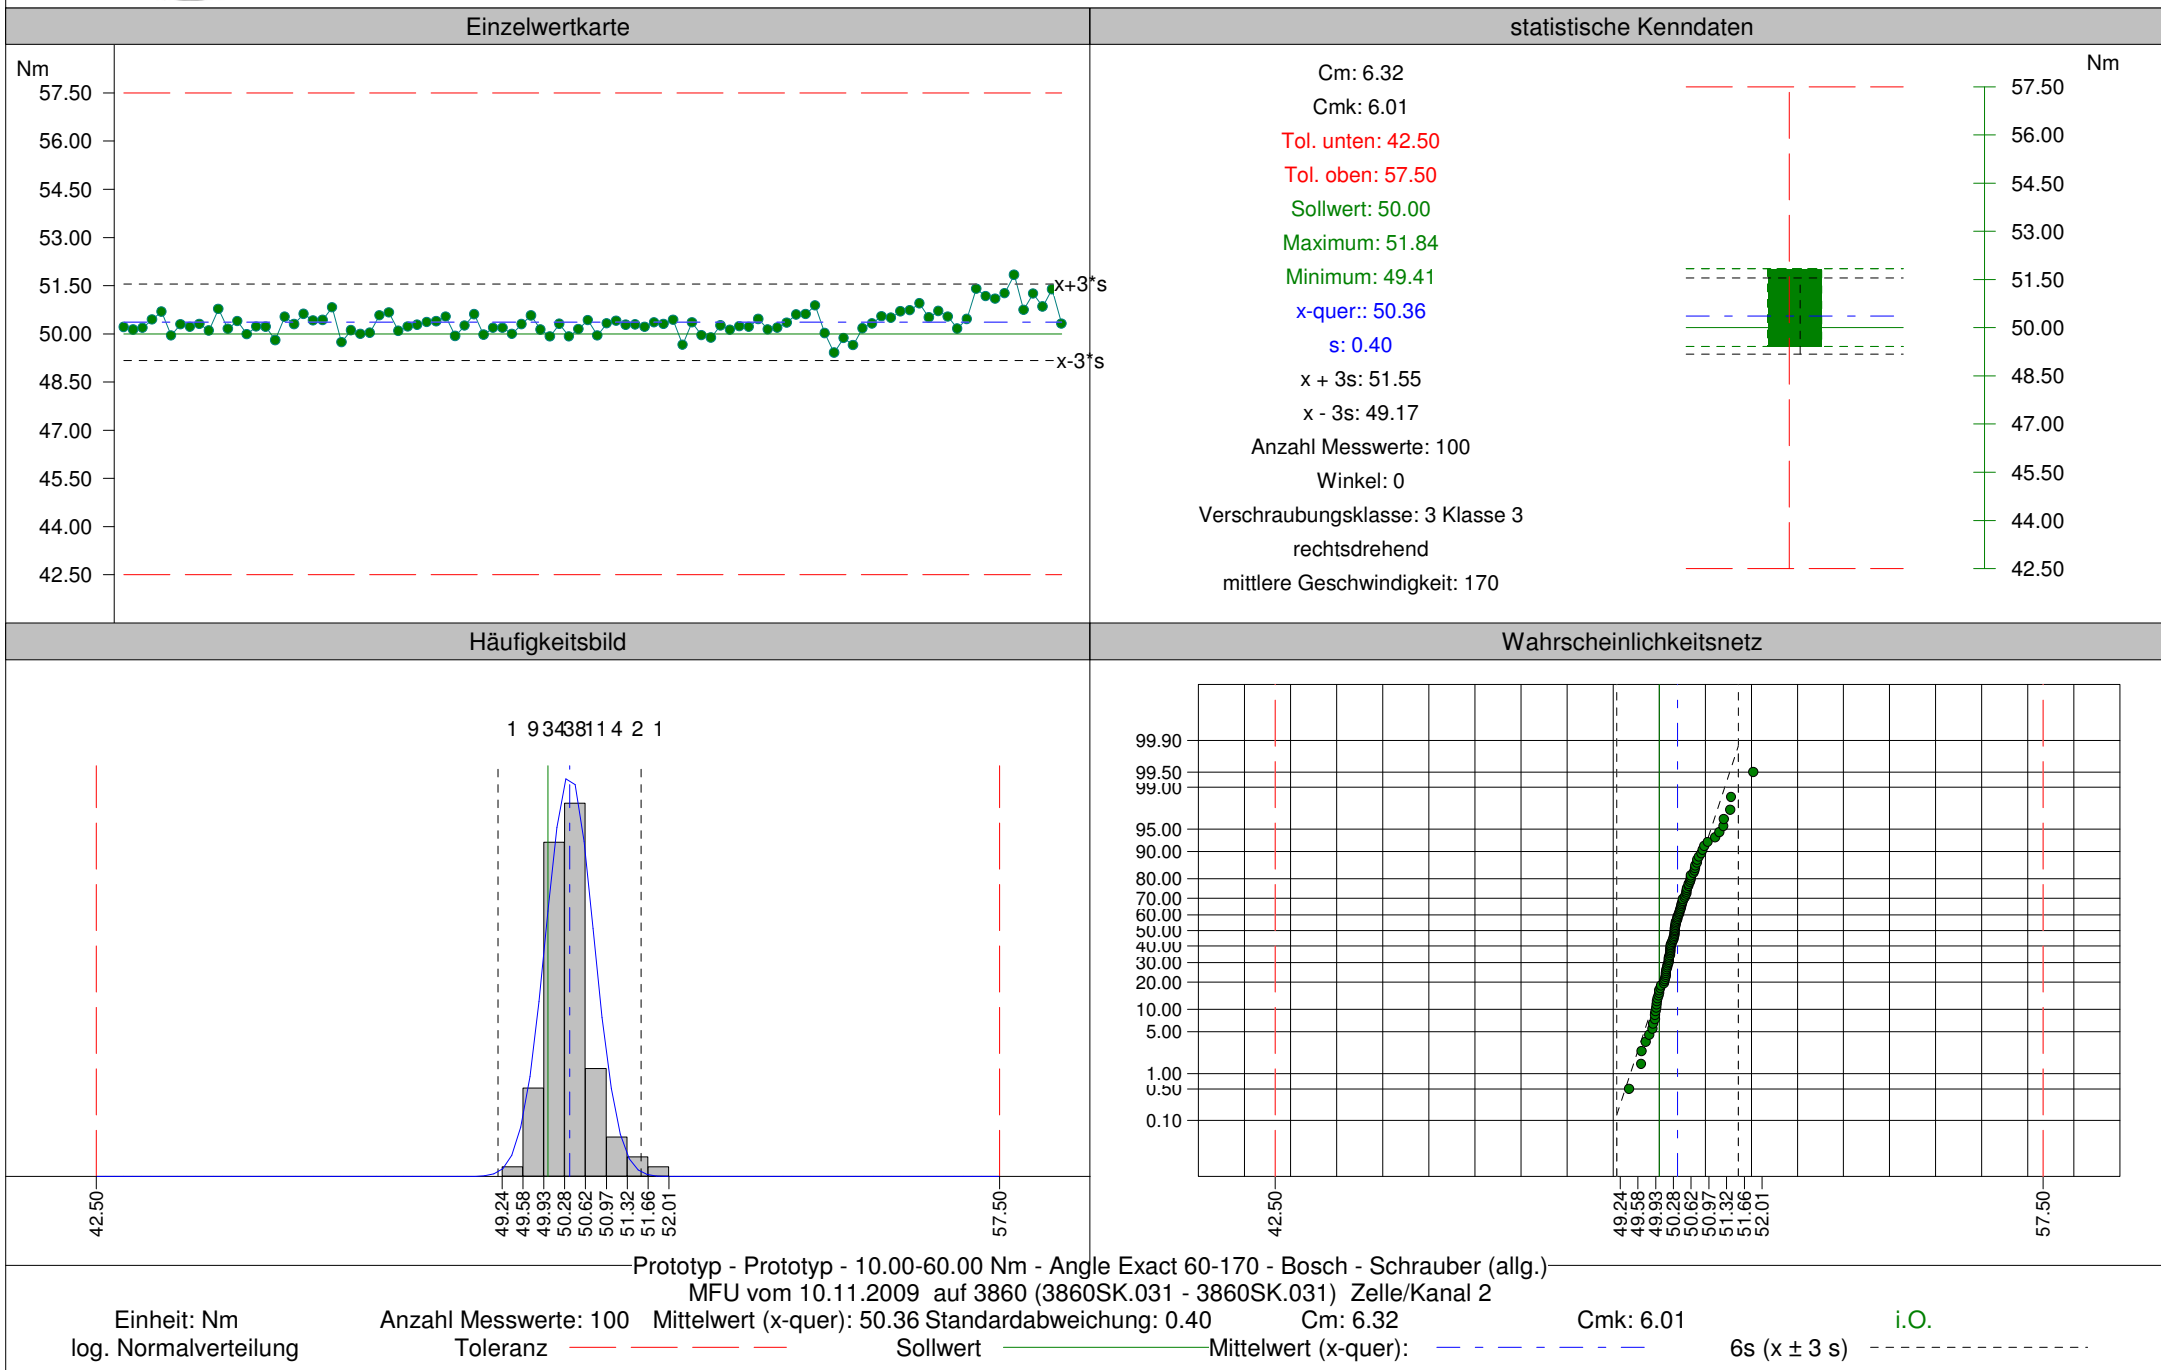 Einzelwertkarte
Nm
57.50
56.00
54.50
53.00
51.50
50.00
48.50
47.00
45.50
44.00
42.50
x+3*s
x-3*s
statistische Kenndaten
Cm: 6.32
Cmk: 6.01
Tol. unten: 42.50
Tol. oben: 57.50
Sollwert: 50.00
Maximum: 51.84
Minimum: 49.41
x-quer:: 50.36
s: 0.40
x + 3s: 51.55
x - 3s: 49.17
Anzahl Messwerte: 100
Winkel: 0
Verschraubungsklasse: 3 Klasse 3
rechtsdrehend
mittlere Geschwindigkeit: 170
Nm
57.50
56.00
54.50
53.00
51.50
50.00
48.50
47.00
45.50
44.00
42.50
Häufigkeitsbild
1 9 34 38 11 4 2 1
42.50 49.24 49.58 49.93 50.28 50.62 50.97 51.32 51.66 52.01 57.50
Wahrscheinlichkeitsnetz
99.90
99.50
99.00
95.00
90.00
80.00
70.00
60.00
50.00
40.00
30.00
20.00
10.00
5.00
1.00
0.50
0.10
42.50 49.24 49.58 49.93 50.28 50.62 50.97 51.32 51.66 52.01 57.50
Prototyp - Prototyp - 10.00-60.00 Nm - Angle Exact 60-170 - Bosch - Schrauber (allg.)
MFU vom 10.11.2009 auf 3860 (3860SK.031 - 3860SK.031) Zelle/Kanal 2
Einheit: Nm Anzahl Messwerte: 100 Mittelwert (x-quer): 50.36 Standardabweichung: 0.40 Cm: 6.32 Cmk: 6.01 i.O.
log. Normalverteilung Toleranz Sollwert Mittelwert (x-quer): 6s (x ± 3 s)